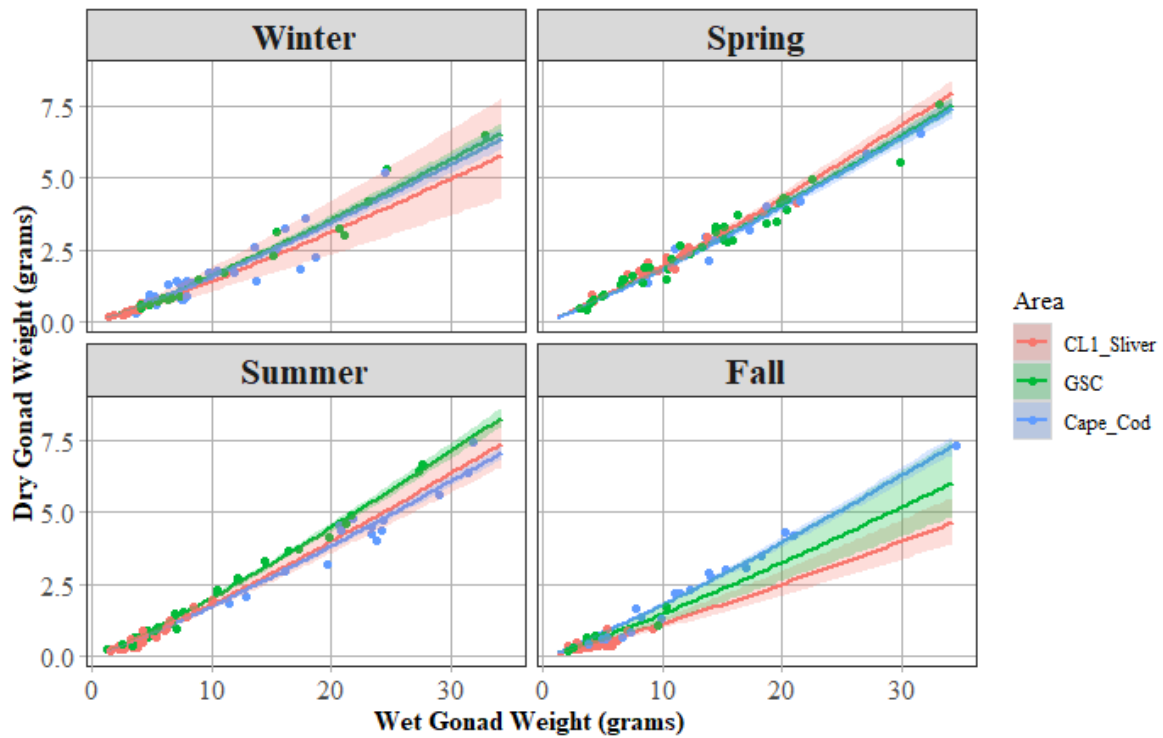 Winter
Spring
7.5
5.0
2.5
0.0
Summer
Fall
7.5
5.0
2.5
0.0
0
10
20
30
0
10
20
30
Wet Gonad Weight (grams)
Dry Gonad Weight (grams)
Area
CL1_Sliver
GSC
Cape_Cod